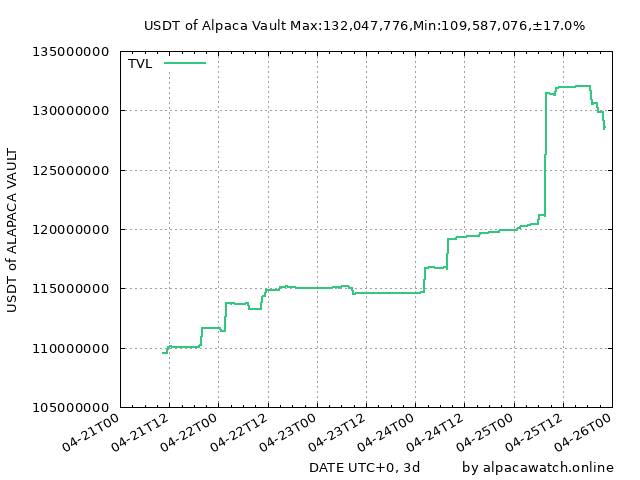 USDT of Alpaca Vault Max:132,047,776,Min:109,587,076,±17.0%
TVL
135000000
130000000
125000000
120000000
115000000
110000000
105000000
USDT of ALAPACA VAULT
04-21T00
04-21T12
04-22T00
04-22T12
04-23T00
04-23T12
04-24T00
04-24T12
04-25T00
04-25T12
04-26T00
DATE UTC+0, 3d
by alpacawatch.online